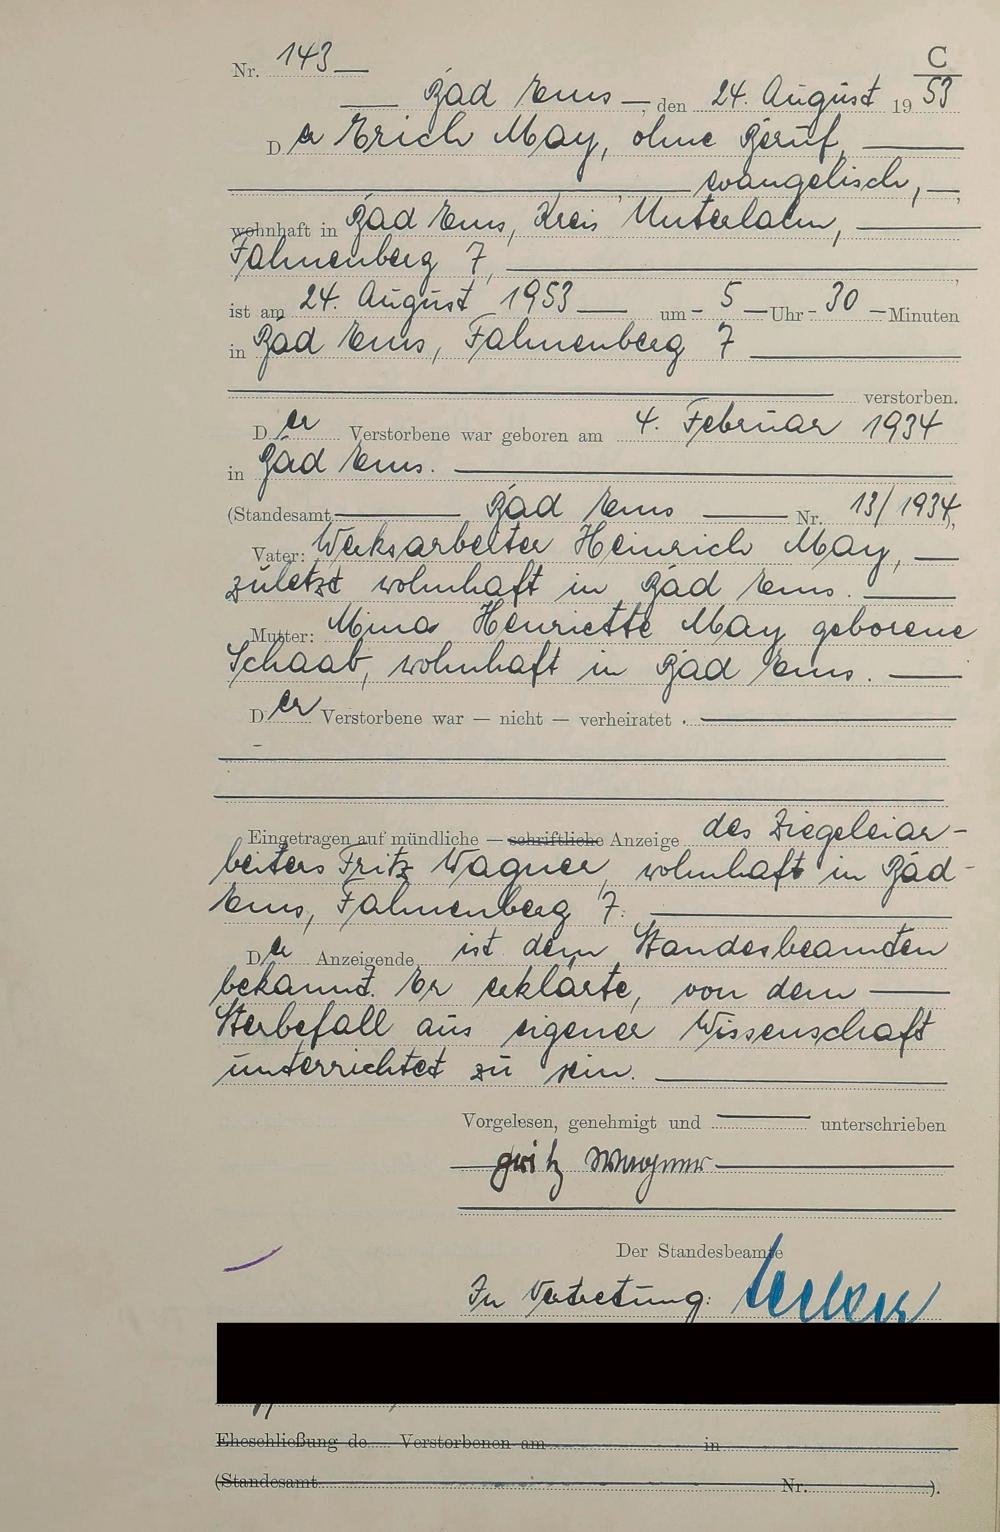 C
Nr. 143
Bad Ems, den 24. August 19 53
Der Erich May, ohne Beruf,
evangelisch,
wohnhaft in Bad Ems, Kreis Unterlahn,
Fahnenberg 7,
ist am 24. August 1953 um - 5 Uhr - 30 - Minuten
in Bad Ems, Fahnenberg 7
verstorben.
Der Verstorbene war geboren am 4. Februar 1934
in Bad Ems.
(Standesamt Bad Ems Nr. 13/1934).
Vater: Werksarbeiter Heinrich May,
zuletzt wohnhaft in Bad Ems.
Mutter: Mina Henriette May geborene
Schaab, wohnhaft in Bad Ems.
Der Verstorbene war — nicht — verheiratet.
Eingetragen auf mündliche — schriftliche Anzeige des Ziegeleiar-
beiters Fritz Wagner, wohnhaft in Bad-
Ems, Fahnenberg 7.
Der Anzeigende ist dem Standesbeamten
bekannt. Er erklärte, von dem
Sterbefall aus eigener Wissenschaft
unterrichtet zu sein.
Vorgelesen, genehmigt und unterschrieben
Fritz Wagner
Der Standesbeamte
In Vertretung:
Eheschließung de Verstorbenen am in
(Standesamt Nr. ).